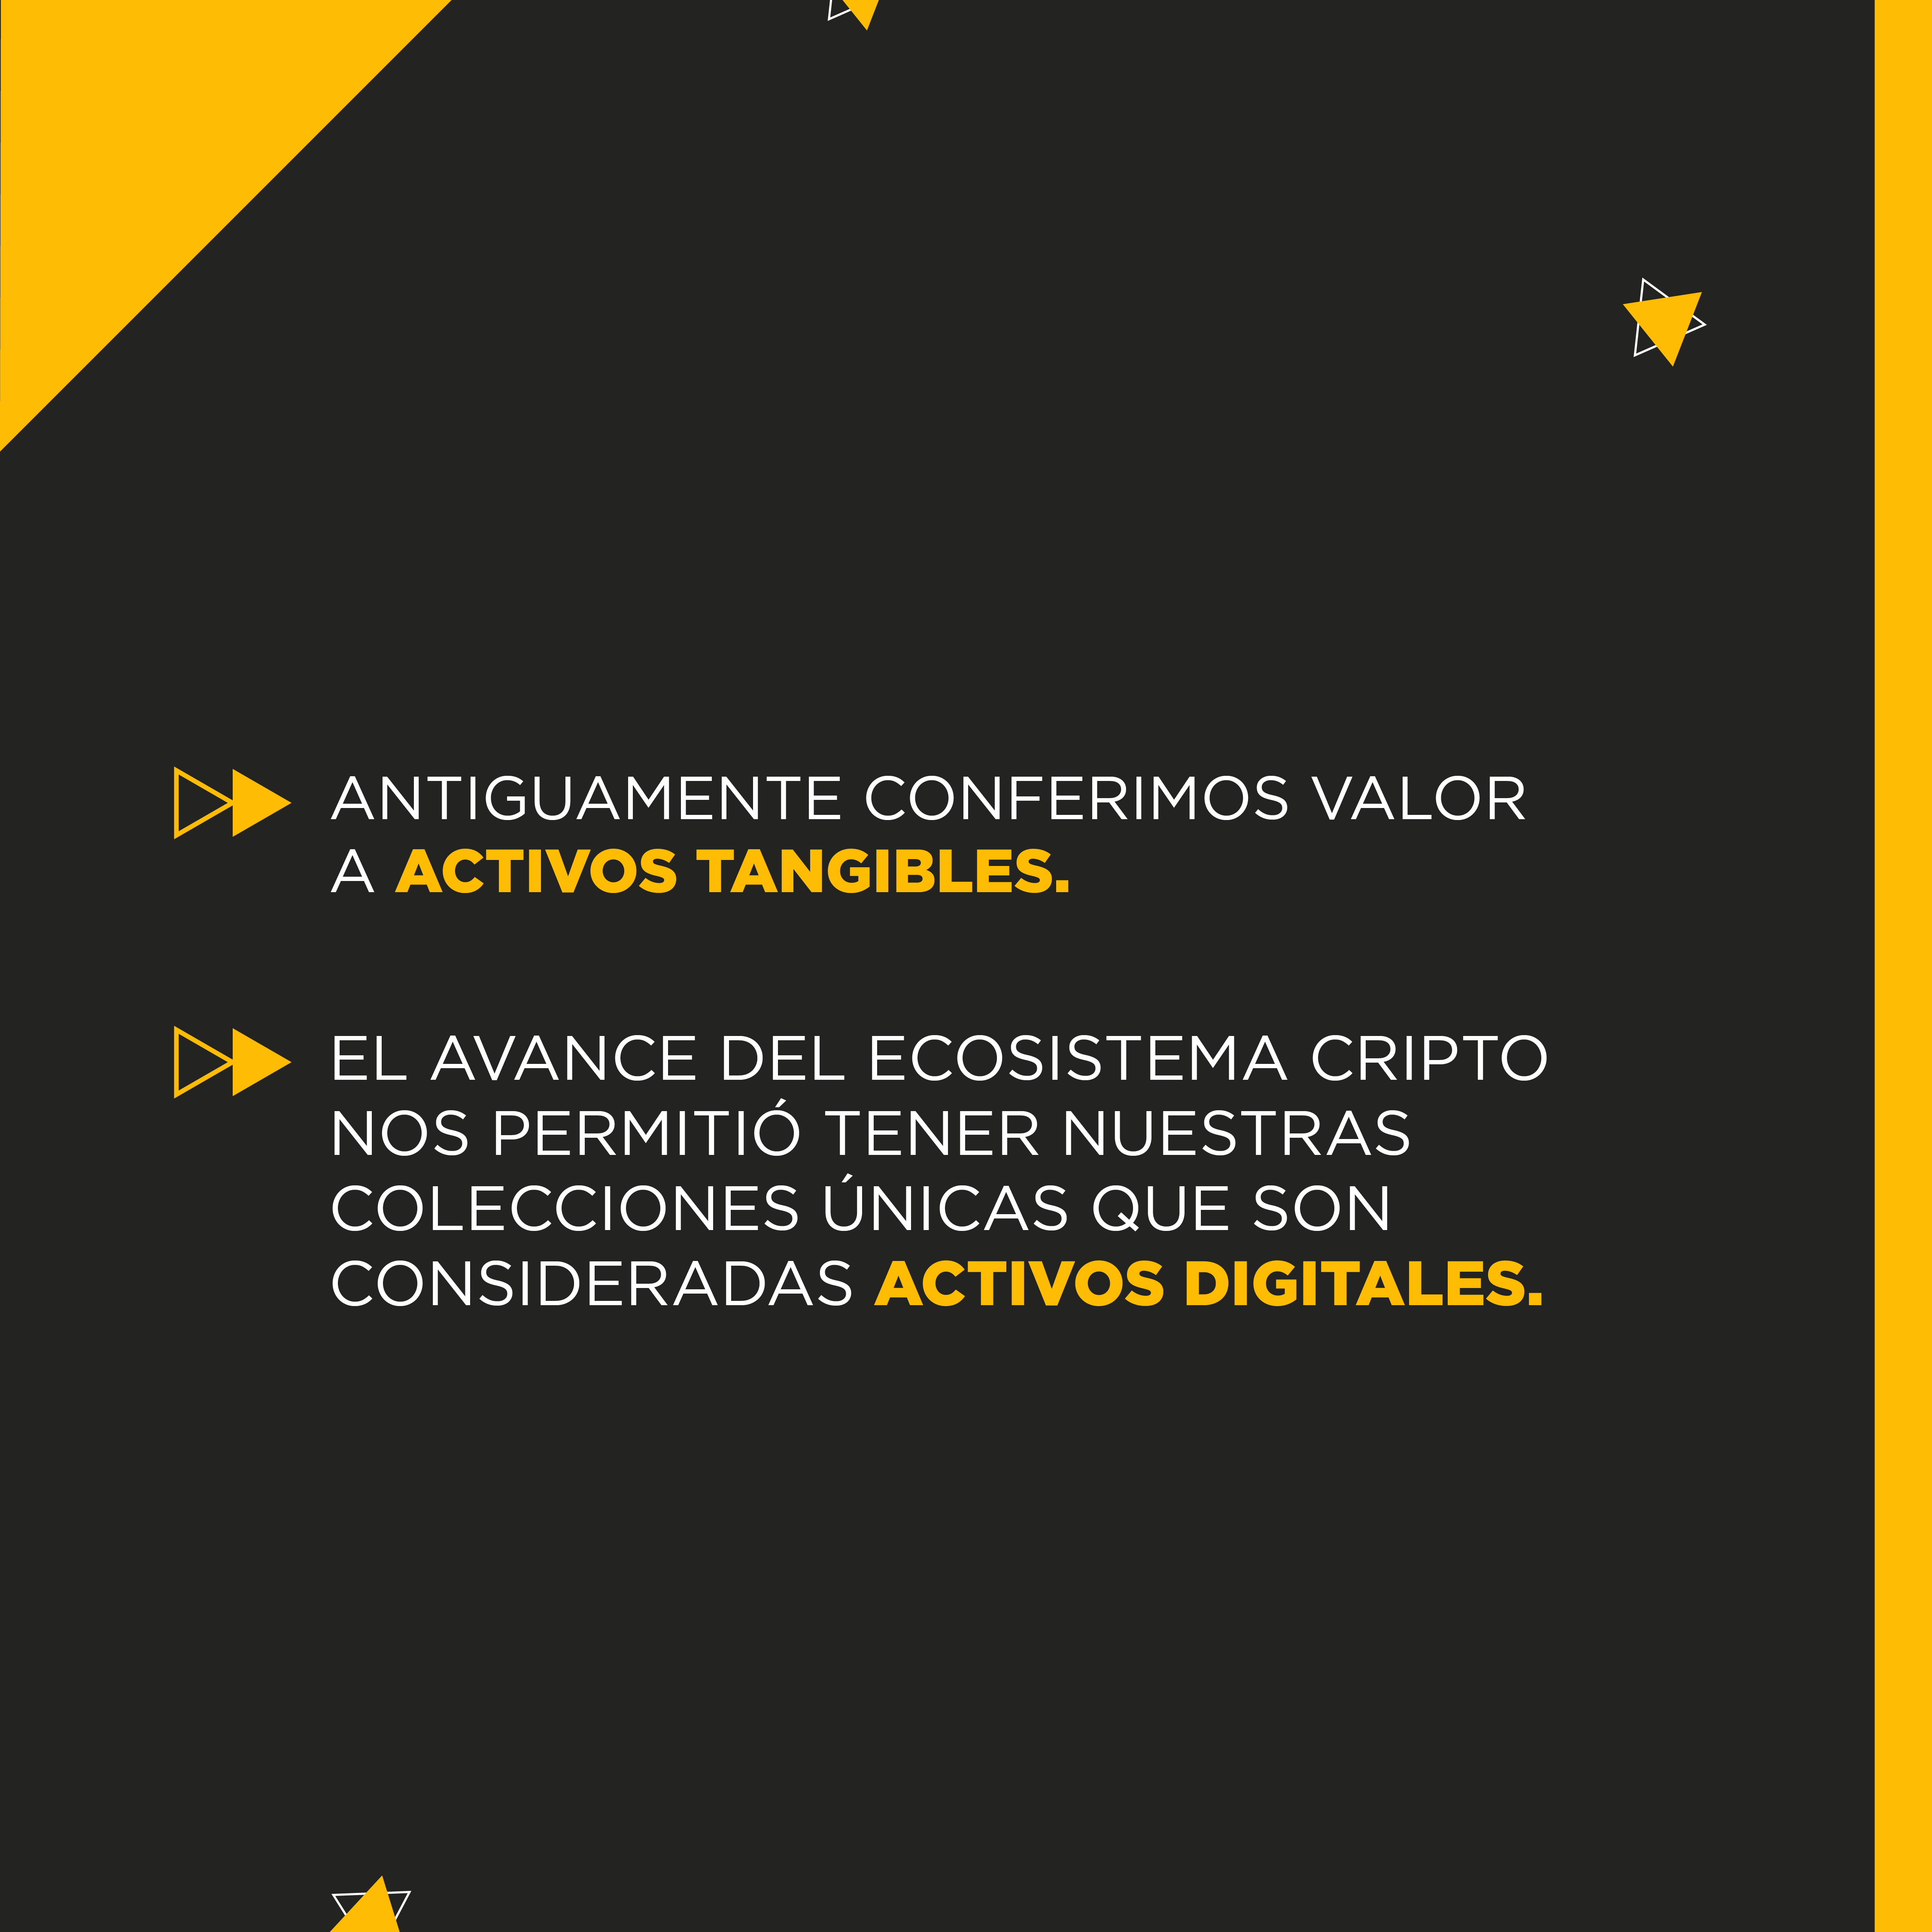 ANTIGUAMENTE CONFERIMOS VALOR
A ACTIVOS TANGIBLES.
EL AVANCE DEL ECOSISTEMA CRIPTO
NOS PERMITIÓ TENER NUESTRAS
COLECCIONES ÚNICAS QUE SON
CONSIDERADAS ACTIVOS DIGITALES.